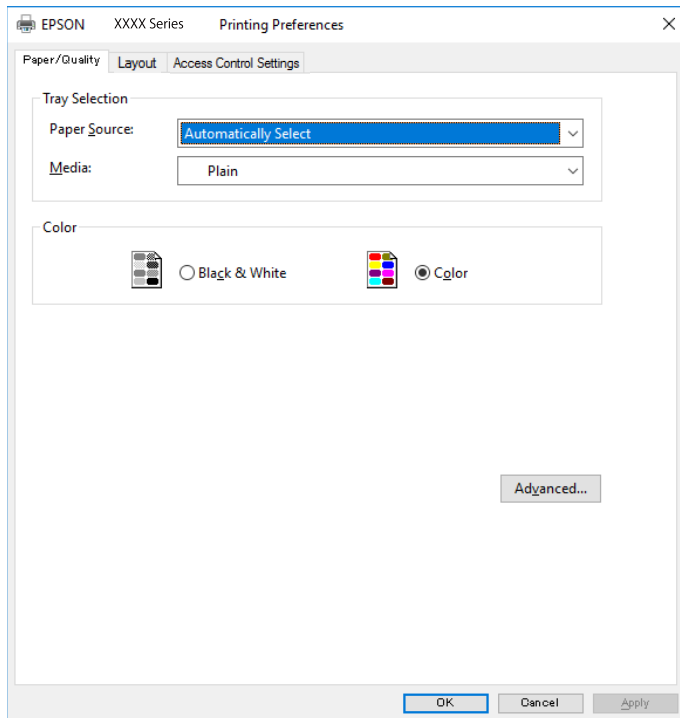 EPSON XXXX Series Printing Preferences
Paper/Quality Layout Access Control Settings
Tray Selection
Paper Source: Automatically Select
Media: Plain
Color
Black & White Color
Advanced...
OK Cancel Apply